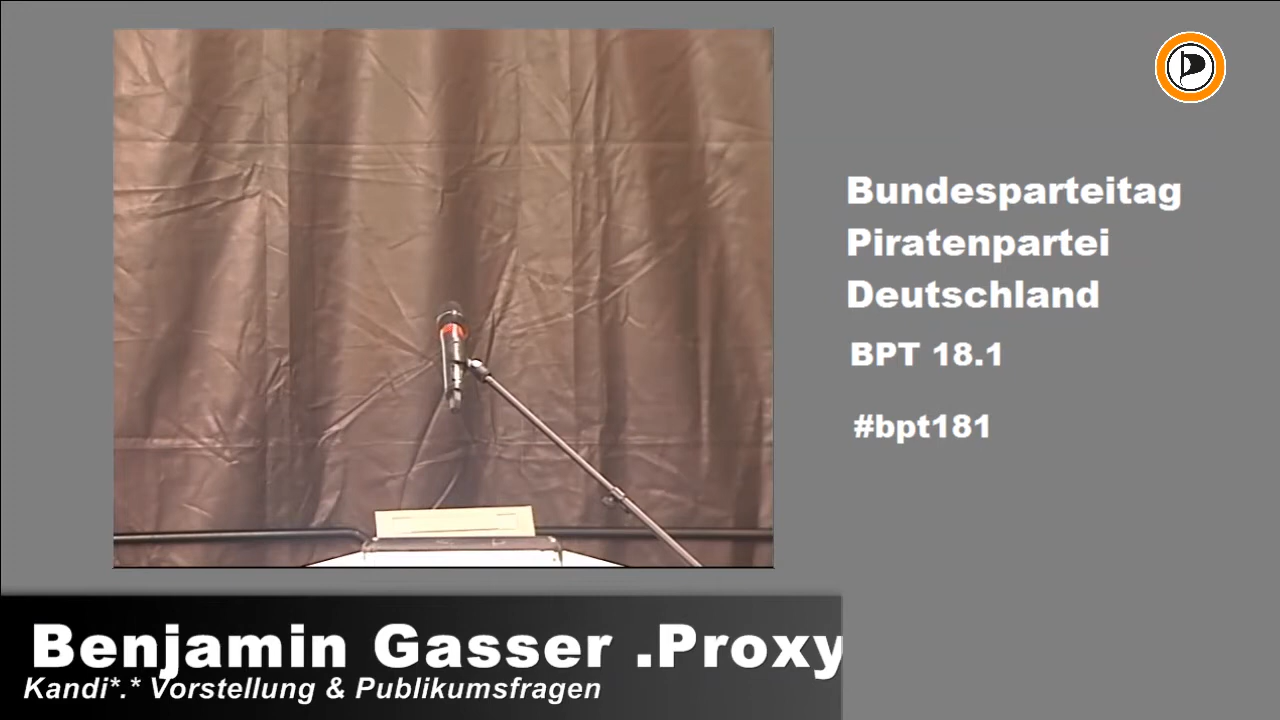 Bundesparteitag
Piratenpartei
Deutschland
BPT 18.1
#bpt181
Benjamin Gasser .Proxy
Kandi*.* Vorstellung & Publikumsfragen